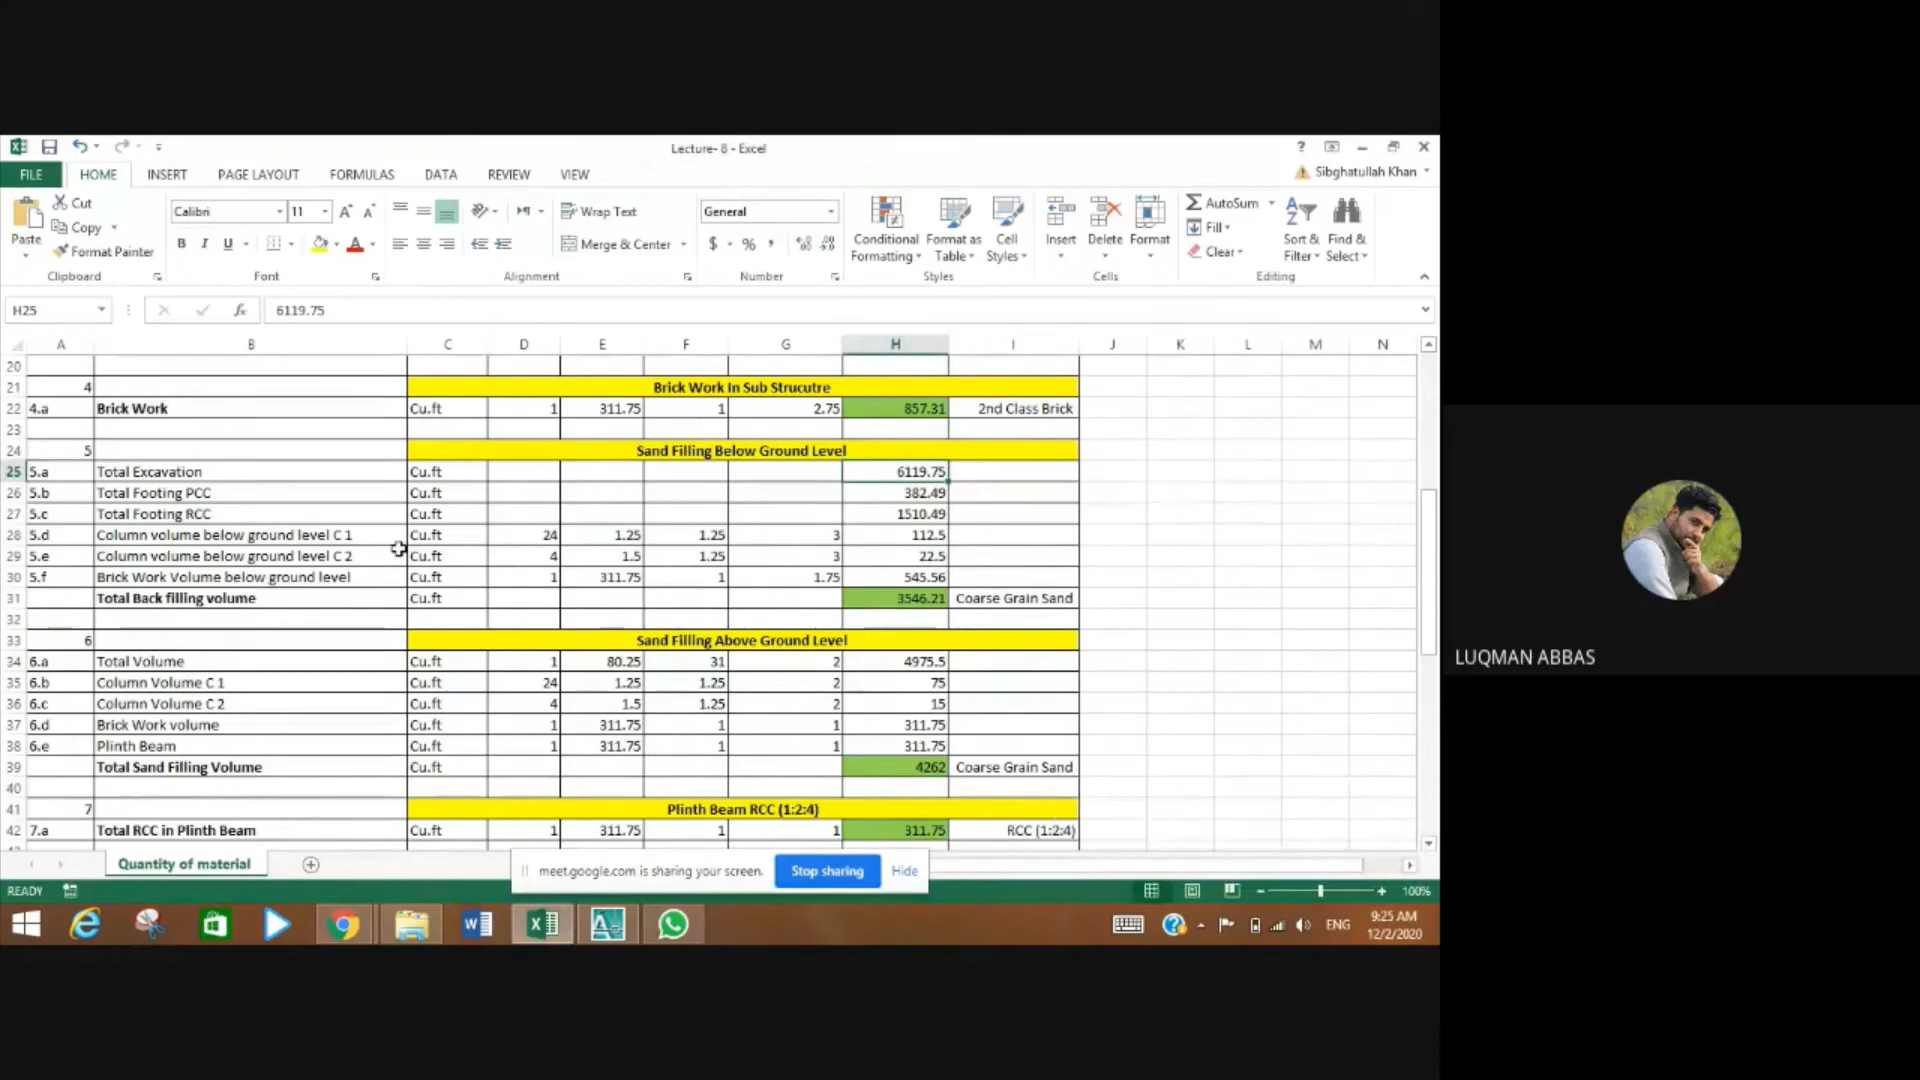 Lecture- 8 - Excel
FILE HOME INSERT PAGE LAYOUT FORMULAS DATA REVIEW VIEW Sibghatullah Khan
Paste Cut Copy Format Painter
Calibri 11 Wrap Text General
B I U Merge & Center $ % ,
Conditional Formatting Format as Table Cell Styles Insert Delete Format
AutoSum Fill Clear Sort & Filter Find & Select
Clipboard Font Alignment Number Styles Cells Editing
H25 fx 6119.75
A B C D E F G H I J K L M N
20
21 4 Brick Work In Sub Strucutre
22 4.a Brick Work Cu.ft 1 311.75 1 2.75 857.31 2nd Class Brick
23
24 5 Sand Filling Below Ground Level
25 5.a Total Excavation Cu.ft 6119.75
26 5.b Total Footing PCC Cu.ft 382.49
27 5.c Total Footing RCC Cu.ft 1510.49
28 5.d Column volume below ground level C 1 Cu.ft 24 1.25 1.25 3 112.5
29 5.e Column volume below ground level C 2 Cu.ft 4 1.5 1.25 3 22.5
30 5.f Brick Work Volume below ground level Cu.ft 1 311.75 1 1.75 545.56
31 Total Back filling volume Cu.ft 3546.21 Coarse Grain Sand
32
33 6 Sand Filling Above Ground Level
34 6.a Total Volume Cu.ft 1 80.25 31 2 4975.5
35 6.b Column Volume C 1 Cu.ft 24 1.25 1.25 2 75
36 6.c Column Volume C 2 Cu.ft 4 1.5 1.25 2 15
37 6.d Brick Work volume Cu.ft 1 311.75 1 1 311.75
38 6.e Plinth Beam Cu.ft 1 311.75 1 1 311.75
39 Total Sand Filling Volume Cu.ft 4262 Coarse Grain Sand
40
41 7 Plinth Beam RCC (1:2:4)
42 7.a Total RCC in Plinth Beam Cu.ft 1 311.75 1 1 311.75 RCC (1:2:4)
Quantity of material
meet.google.com is sharing your screen. Stop sharing Hide
READY 100%
ENG 9:25 AM
12/2/2020
LUQMAN ABBAS